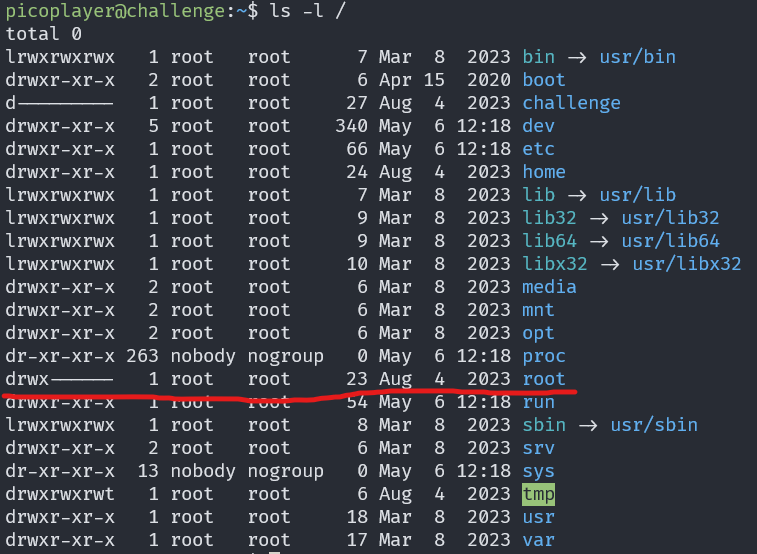 picoplayer@challenge:~$ ls -l /
total 0
lrwxrwxrwx   1 root   root      7 Mar  8  2023 bin -> usr/bin
drwxr-xr-x   2 root   root      6 Apr 15  2020 boot
d---------   1 root   root     27 Aug  4  2023 challenge
drwxr-xr-x   5 root   root    340 May  6 12:18 dev
drwxr-xr-x   1 root   root     66 May  6 12:18 etc
drwxr-xr-x   1 root   root     24 Aug  4  2023 home
lrwxrwxrwx   1 root   root      7 Mar  8  2023 lib -> usr/lib
lrwxrwxrwx   1 root   root      9 Mar  8  2023 lib32 -> usr/lib32
lrwxrwxrwx   1 root   root      9 Mar  8  2023 lib64 -> usr/lib64
lrwxrwxrwx   1 root   root     10 Mar  8  2023 libx32 -> usr/libx32
drwxr-xr-x   2 root   root      6 Mar  8  2023 media
drwxr-xr-x   2 root   root      6 Mar  8  2023 mnt
drwxr-xr-x   2 root   root      6 Mar  8  2023 opt
dr-xr-xr-x 263 nobody nogroup   0 May  6 12:18 proc
drwx------   1 root   root     23 Aug  4  2023 root
drwxr-xr-x   1 root   root     54 May  6 12:18 run
lrwxrwxrwx   1 root   root      8 Mar  8  2023 sbin -> usr/sbin
drwxr-xr-x   2 root   root      6 Mar  8  2023 srv
dr-xr-xr-x  13 nobody nogroup   0 May  6 12:18 sys
drwxrwxrwt   1 root   root      6 Aug  4  2023 tmp
drwxr-xr-x   1 root   root     18 Mar  8  2023 usr
drwxr-xr-x   1 root   root     17 Mar  8  2023 var